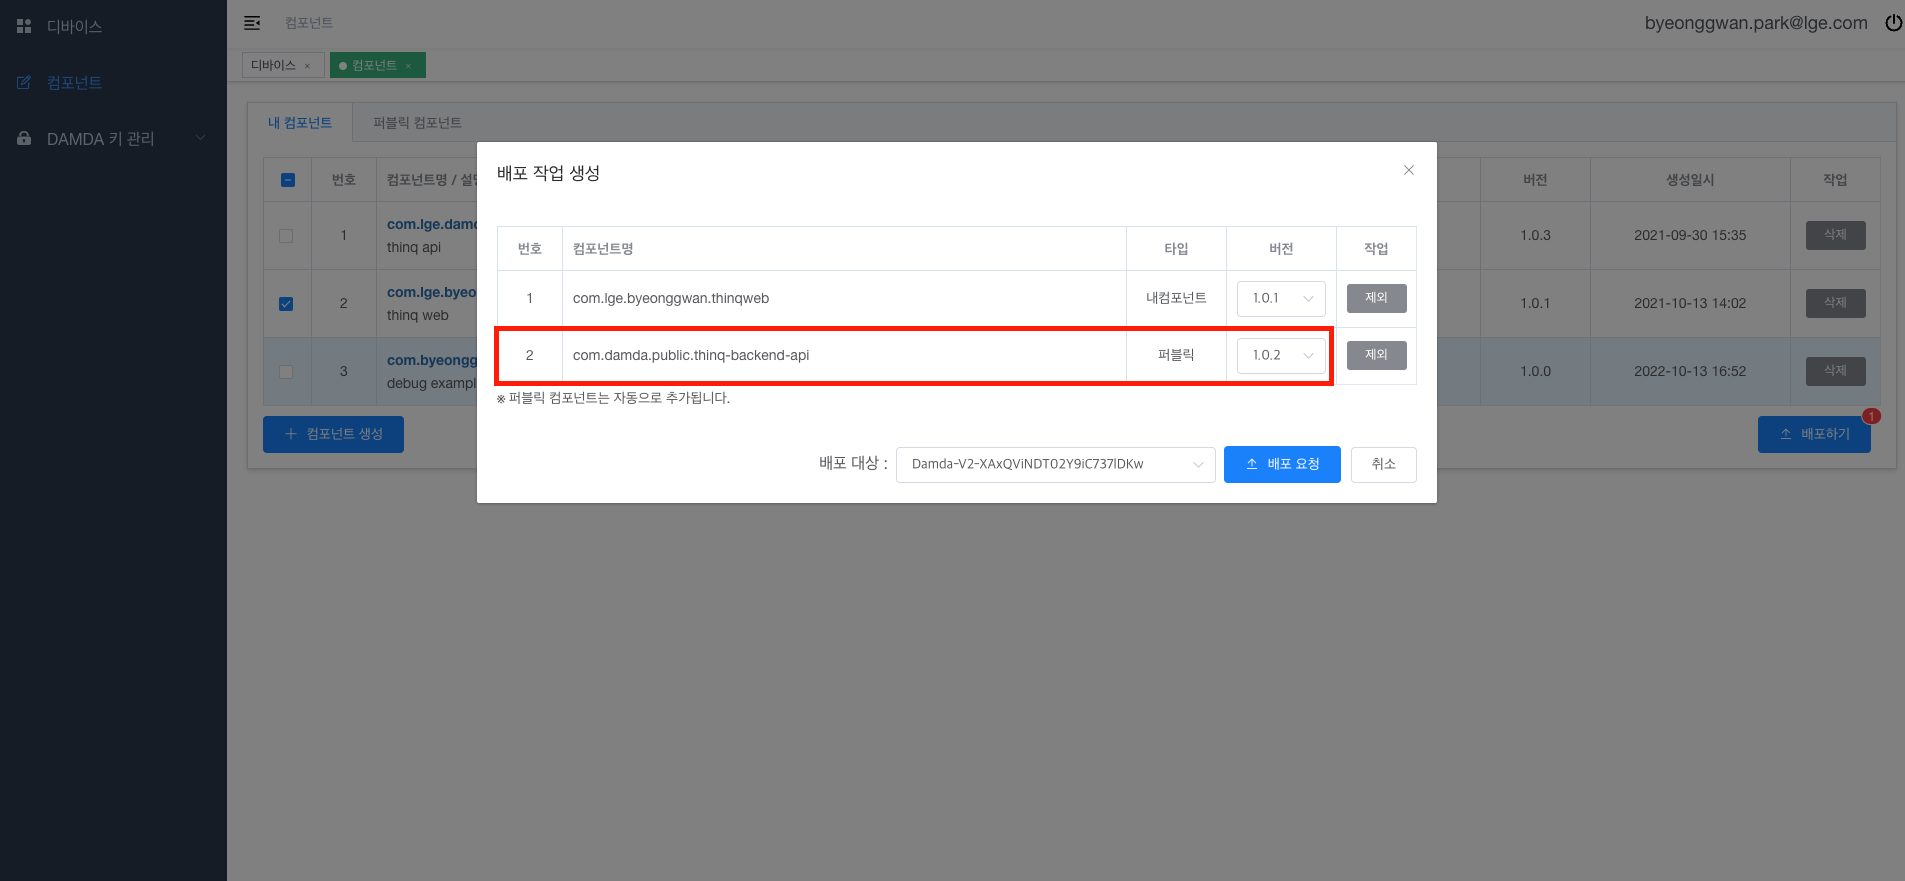 디바이스
컴포넌트
DAMDA 키 관리
컴포넌트
byeonggwan.park@lge.com
디바이스 ×
컴포넌트 ×
내 컴포넌트
퍼블릭 컴포넌트
번호 컴포넌트명 / 버전 생성일시 작업
1 com.lge.damd 1.0.3 2021-09-30 15:35 삭제
thinq api
2 com.lge.byeo 1.0.1 2021-10-13 14:02 삭제
thinq web
3 com.byeongg 1.0.0 2022-10-13 16:52 삭제
debug exampl
+ 컴포넌트 생성
배포하기 1
배포 작업 생성
번호 컴포넌트명 타입 버전 작업
1 com.lge.byeonggwan.thinqweb 내컴포넌트 1.0.1 제외
2 com.damda.public.thinq-backend-api 퍼블릭 1.0.2 제외
※ 퍼블릭 컴포넌트는 자동으로 추가됩니다.
배포 대상 : Damda-V2-XAxQViNDT02Y9iC737lDKw 배포 요청 취소